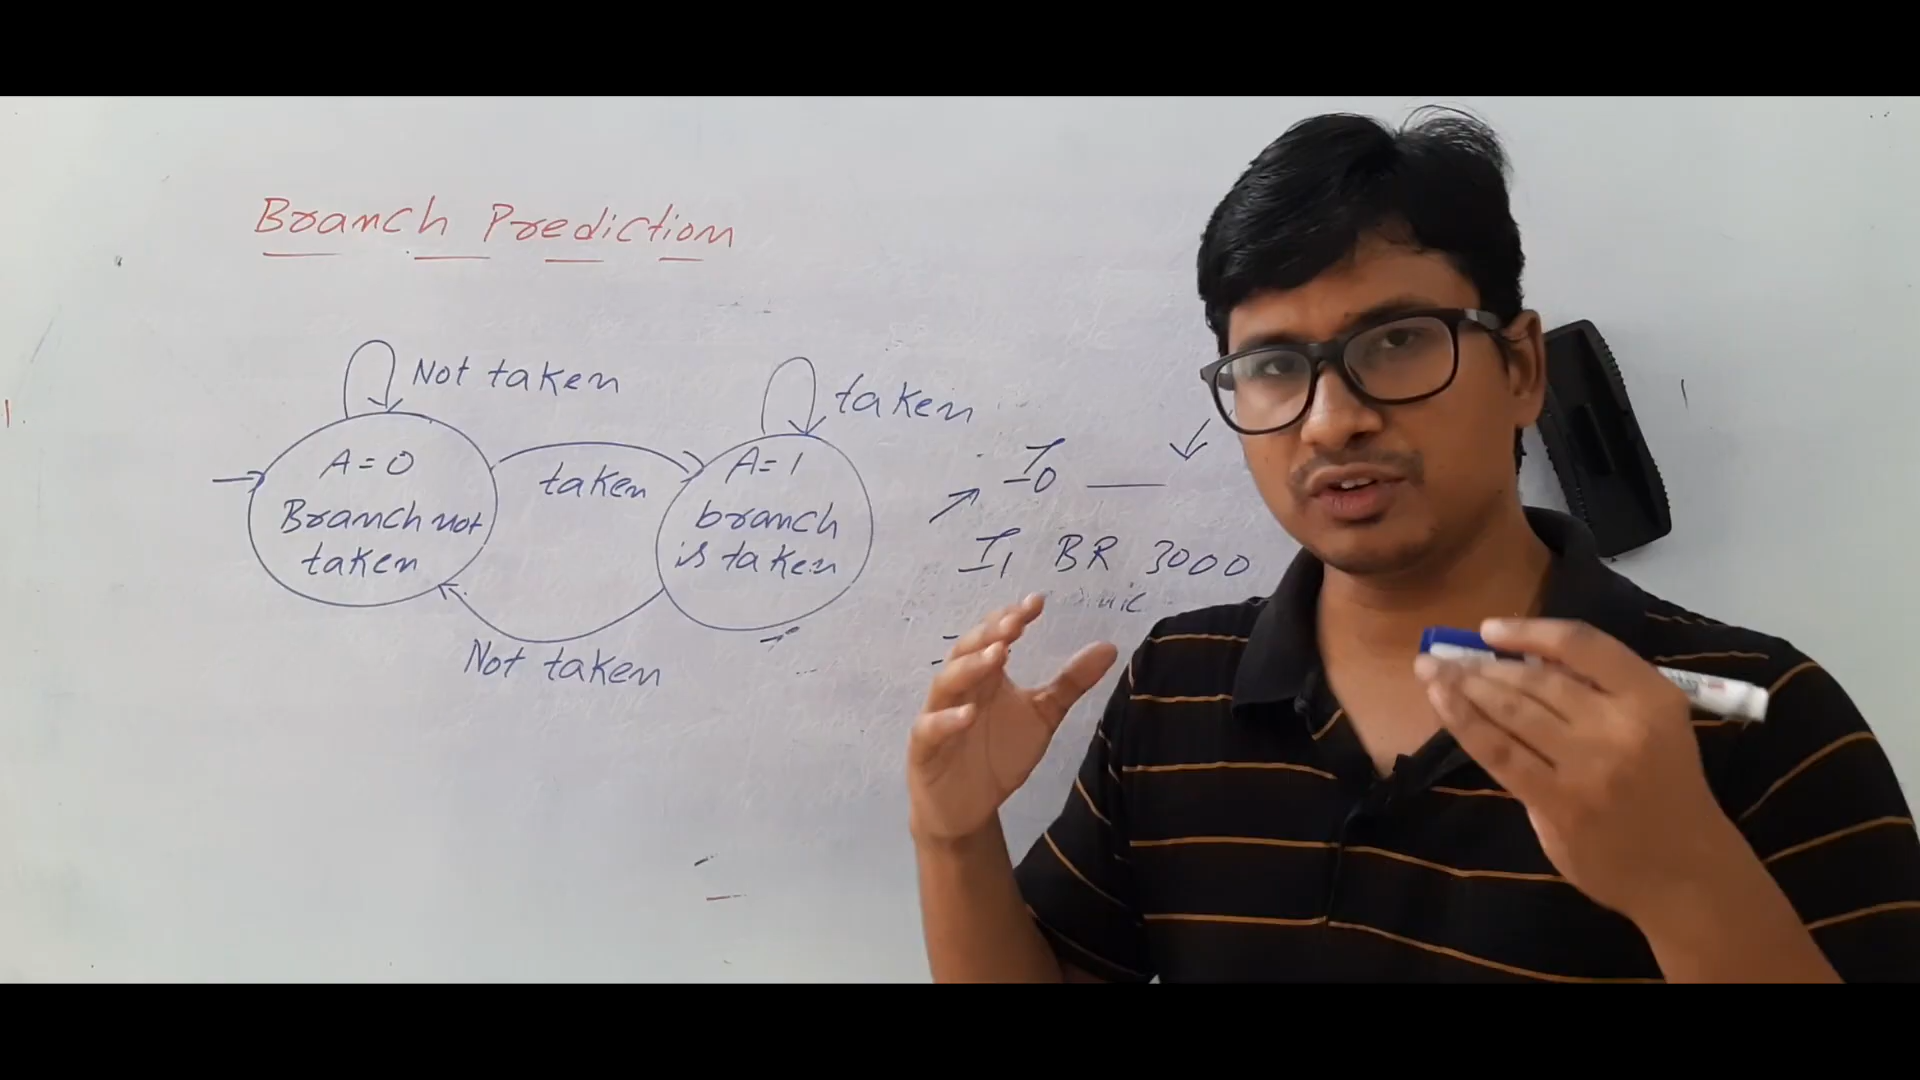 Branch Prediction
Not taken
taken
A = 0
Branch not
taken
taken
A = 1
branch
is taken
Not taken
I0
I1 BR 3000